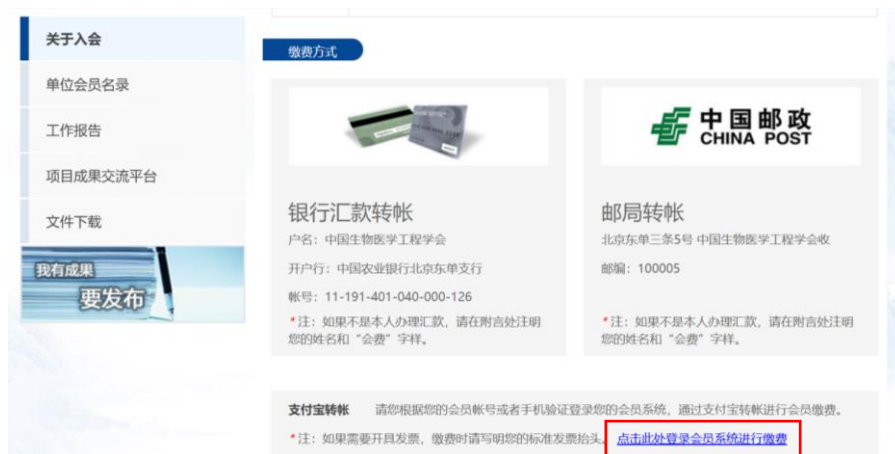 关于入会
单位会员名录
工作报告
项目成果交流平台
文件下载
我有成果
要发布
缴费方式
银行汇款转帐
户名：中国生物医学工程学会
开户行：中国农业银行北京东单支行
帐号：11-191-401-040-000-126
*注：如果不是本人办理汇款，请在附言处注明
您的姓名和“会费”字样。
中国邮政
CHINA POST
邮局转帐
北京东单三条5号 中国生物医学工程学会收
邮编：100005
*注：如果不是本人办理汇款，请在附言处注明
您的姓名和“会费”字样。
支付宝转帐 请您根据您的会员帐号或者手机验证登录您的会员系统，通过支付宝转帐进行会员缴费。
*注：如果需要开具发票，缴费时请写明您的标准发票抬头。 点击此处登录会员系统进行缴费